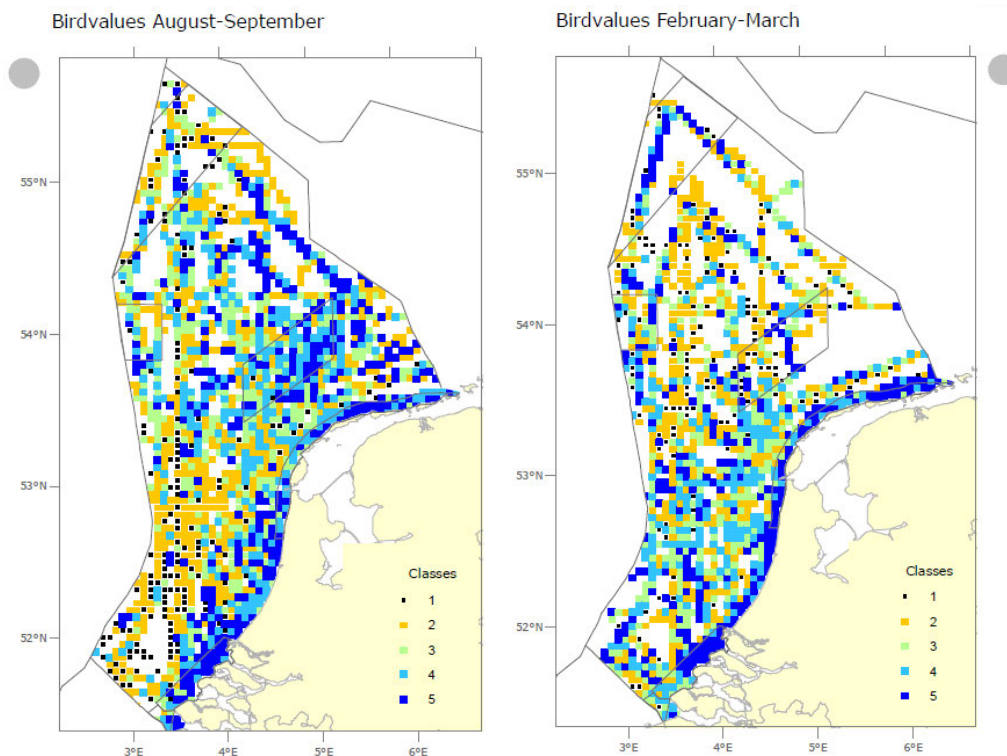 Birdvalues August-September
55°N
54°N
53°N
52°N
3°E
4°E
5°E
6°E
Classes
1
2
3
4
5
Birdvalues February-March
55°N
54°N
53°N
52°N
3°E
4°E
5°E
6°E
Classes
1
2
3
4
5